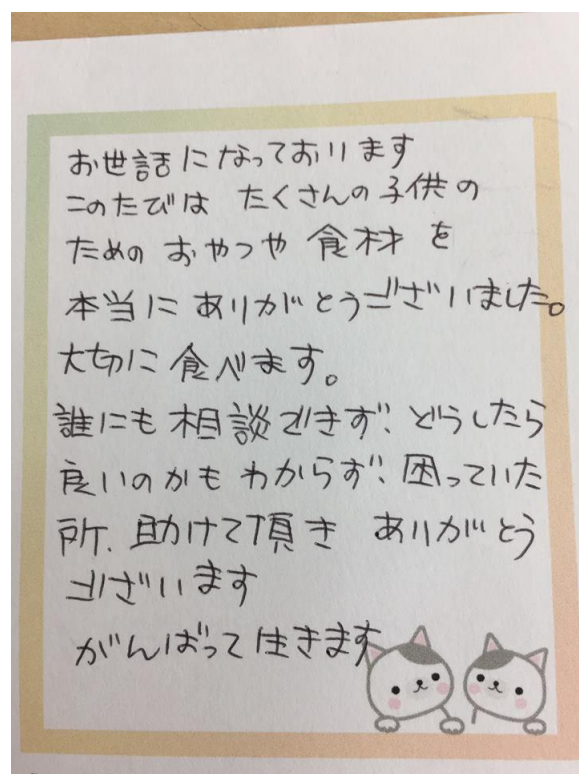 お世話になっております
このたびは たくさんの子供の
ための おやつや 食材 を
本当に ありがとうございました。
大切に 食べます。
誰にも 相談できず、どうしたら
良いのかも わからず、困っていた
所、助けて頂き ありがとう
ございます
がんばって 生きます